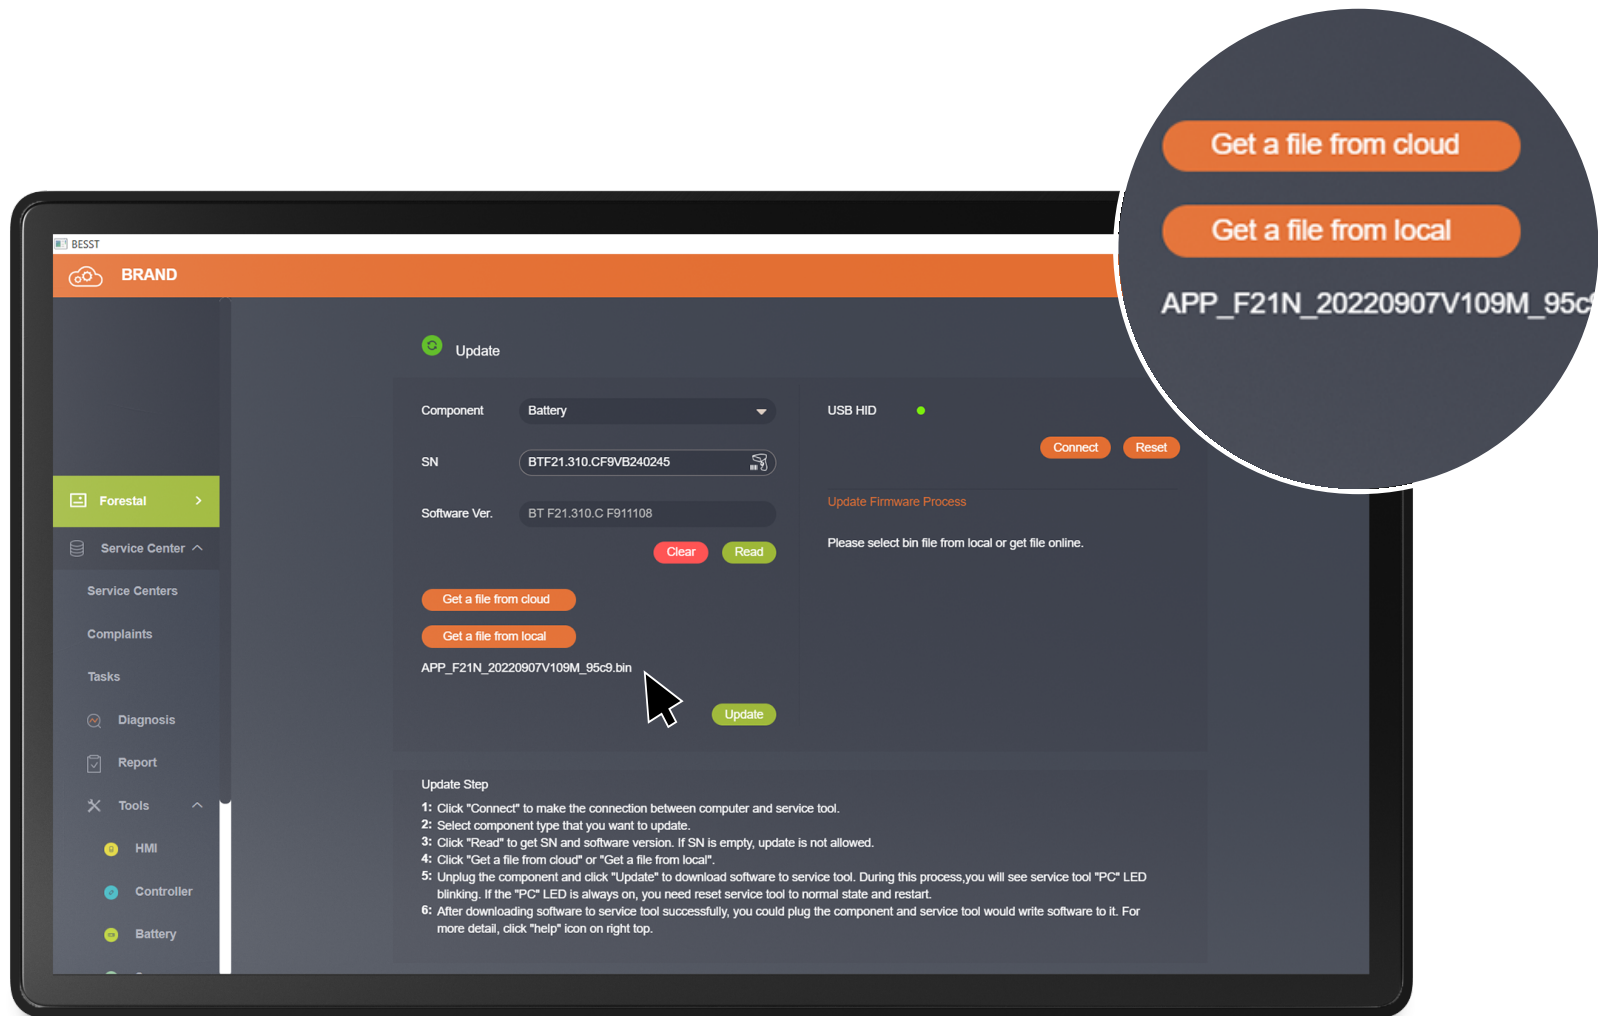 BESST
BRAND
Forestal
Service Center
Service Centers
Complaints
Tasks
Diagnosis
Report
Tools
HMI
Controller
Battery
Update
Component Battery
SN BTF21.310.CF9VB240245
Software Ver. BT F21.310.C F911108
Clear Read
Get a file from cloud
Get a file from local
APP_F21N_20220907V109M_95c9.bin
Update
USB HID
Connect Reset
Update Firmware Process
Please select bin file from local or get file online.
Update Step
1: Click "Connect" to make the connection between computer and service tool.
2: Select component type that you want to update.
3: Click "Read" to get SN and software version. If SN is empty, update is not allowed.
4: Click "Get a file from cloud" or "Get a file from local".
5: Unplug the component and click "Update" to download software to service tool. During this process,you will see service tool "PC" LED
blinking. If the "PC" LED is always on, you need reset service tool to normal state and restart.
6: After downloading software to service tool successfully, you could plug the component and service tool would write software to it. For
more detail, click "help" icon on right top.
Get a file from cloud
Get a file from local
APP_F21N_20220907V109M_95c9